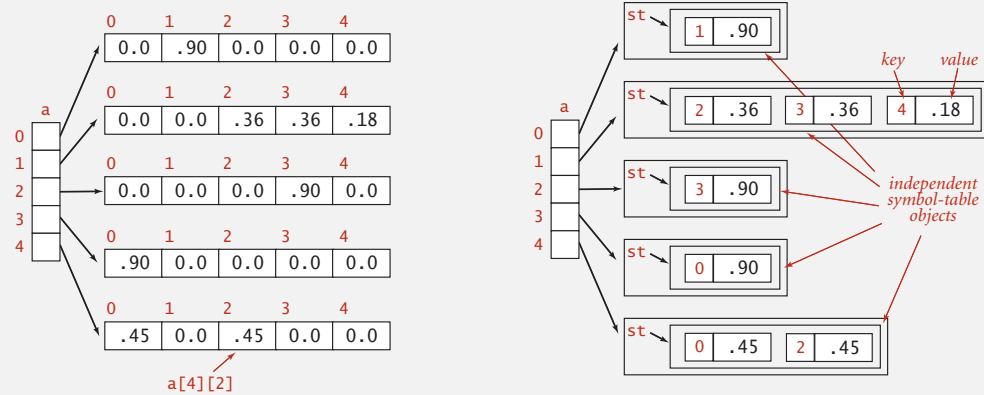 0 1 2 3 4
0.0 .90 0.0 0.0 0.0
a
0
1
2
3
4
0 1 2 3 4
0.0 0.0 .36 .36 .18
0 1 2 3 4
0.0 0.0 0.0 .90 0.0
0 1 2 3 4
.90 0.0 0.0 0.0 0.0
0 1 2 3 4
.45 0.0 .45 0.0 0.0
a[4][2]
a
0
1
2
3
4
st
1 .90
key value
st
2 .36 3 .36 4 .18
st
3 .90
independent
symbol-table
objects
st
0 .90
st
0 .45 2 .45